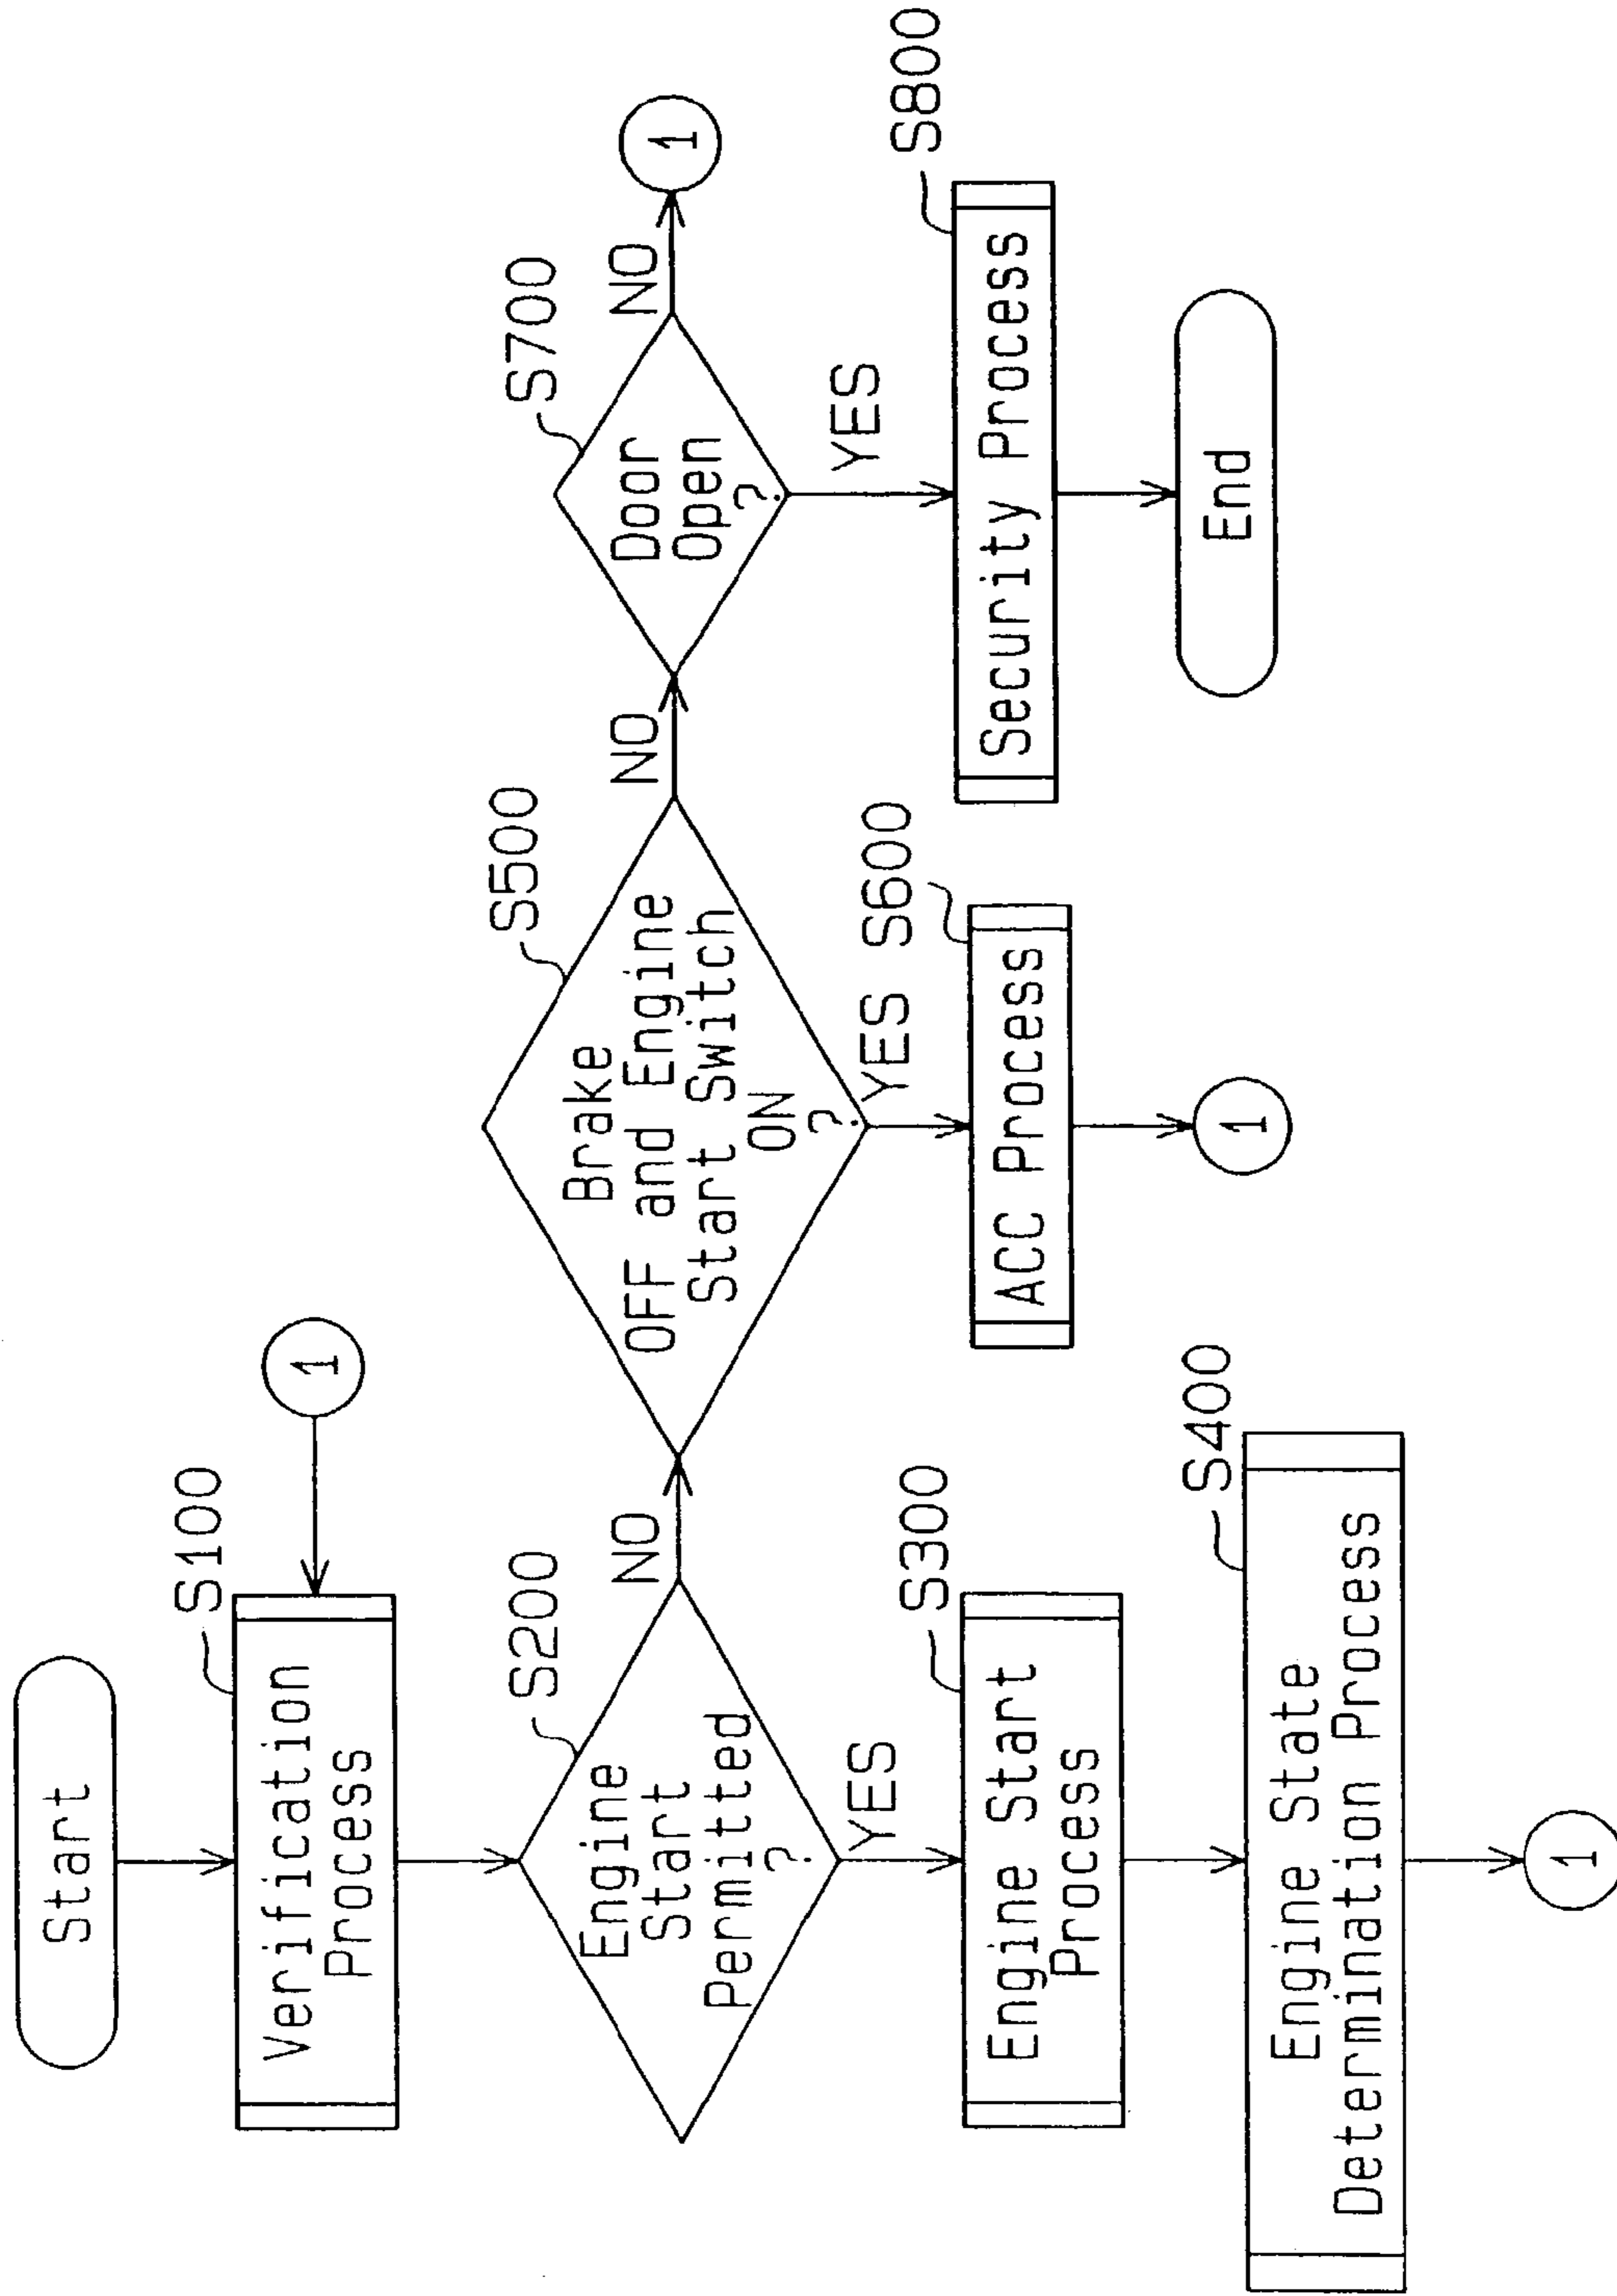 Start
S100
Verification
Process
1
S200
Engine
Start
Permitted
?
NO
YES
S300
Engine Start
Process
S400
Engine State
Determination Process
1
S500
Brake
OFF and Engine
Start Switch
ON
?
NO
YES
S600
ACC Process
1
S700
Door
Open
?
NO
1
YES
S800
Security Process
End